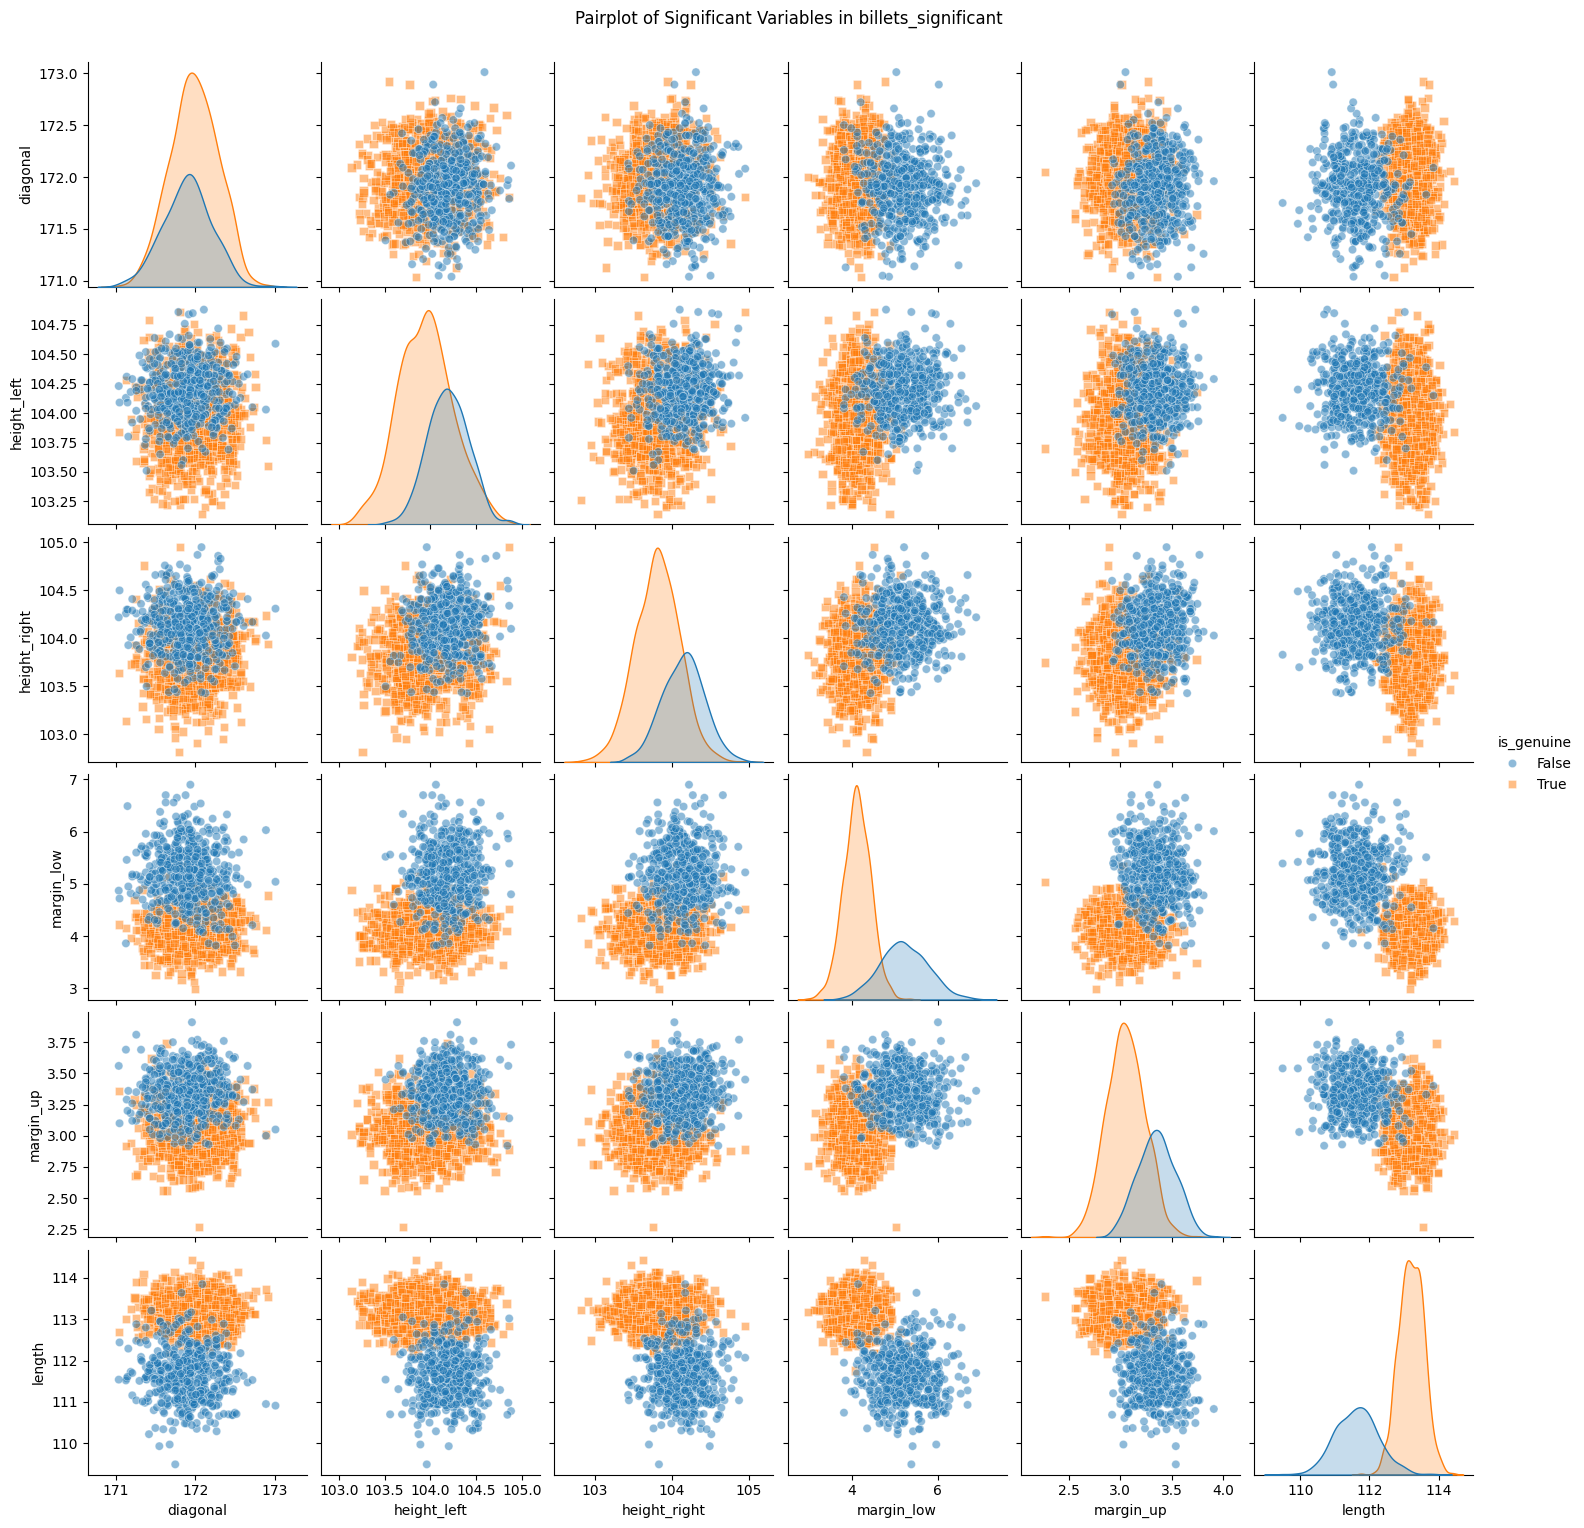 Pairplot of Significant Variables in billets_significant
173.0
172.5
172.0
171.5
171.0
diagonal
104.75
104.50
104.25
104.00
103.75
103.50
103.25
height_left
105.0
104.5
104.0
103.5
103.0
height_right
is_genuine
False
True
7
6
5
4
3
margin_low
3.75
3.50
3.25
3.00
2.75
2.50
2.25
margin_up
114
113
112
111
110
length
171 172 173
diagonal
103.0 103.5 104.0 104.5 105.0
height_left
103 104 105
height_right
4 6
margin_low
2.5 3.0 3.5 4.0
margin_up
110 112 114
length